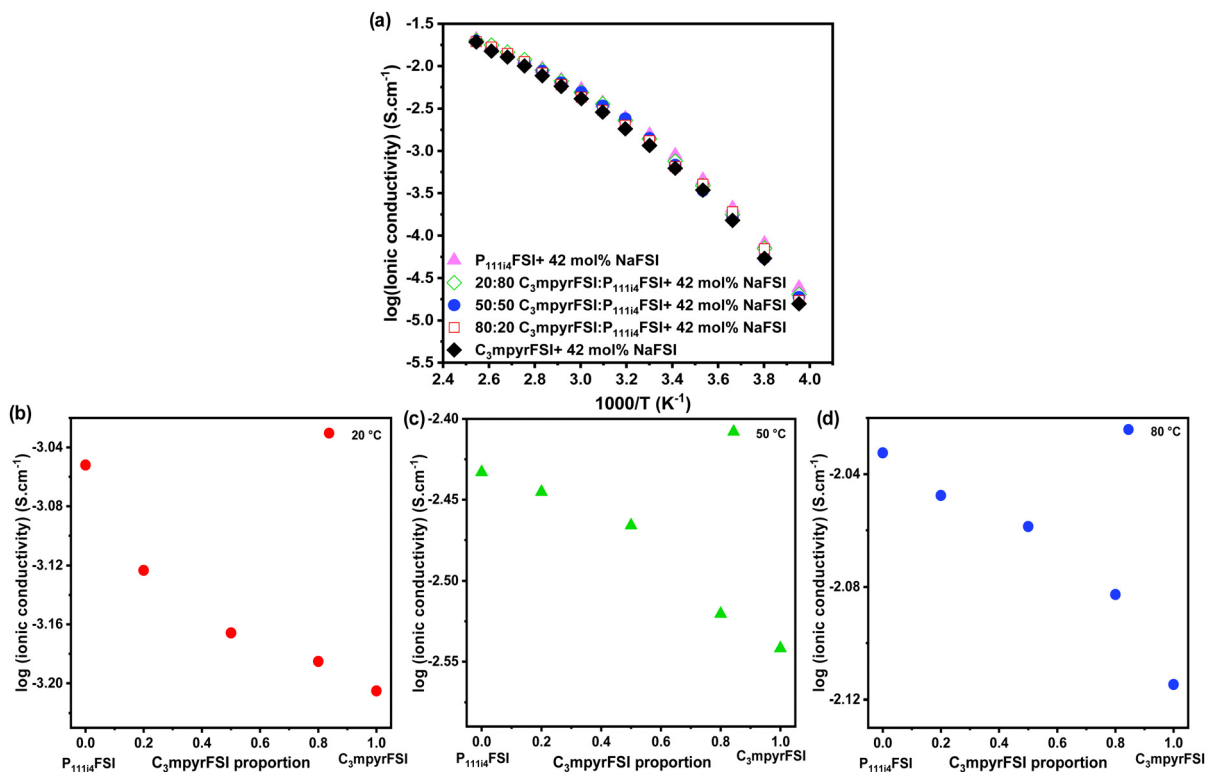 (a)
log(Ionic conductivity) (S.cm⁻¹)
-1.5
-2.0
-2.5
-3.0
-3.5
-4.0
-4.5
-5.0
-5.5
P₁₁₁ᵢ₄FSI+ 42 mol% NaFSI
20:80 C₃mpyrFSI:P₁₁₁ᵢ₄FSI+ 42 mol% NaFSI
50:50 C₃mpyrFSI:P₁₁₁ᵢ₄FSI+ 42 mol% NaFSI
80:20 C₃mpyrFSI:P₁₁₁ᵢ₄FSI+ 42 mol% NaFSI
C₃mpyrFSI+ 42 mol% NaFSI
2.4 2.6 2.8 3.0 3.2 3.4 3.6 3.8 4.0
1000/T (K⁻¹)
(b)
log (ionic conductivity) (S.cm⁻¹)
20 °C
-3.04
-3.08
-3.12
-3.16
-3.20
0.0 0.2 0.4 0.6 0.8 1.0
P₁₁₁ᵢ₄FSI C₃mpyrFSI proportion C₃mpyrFSI
(c)
log (ionic conductivity) (S.cm⁻¹)
50 °C
-2.40
-2.45
-2.50
-2.55
0.0 0.2 0.4 0.6 0.8 1.0
P₁₁₁ᵢ₄FSI C₃mpyrFSI proportion C₃mpyrFSI
(d)
log (ionic conductivity) (S.cm⁻¹)
80 °C
-2.04
-2.08
-2.12
0.0 0.2 0.4 0.6 0.8 1.0
P₁₁₁ᵢ₄FSI C₃mpyrFSI proportion C₃mpyrFSI